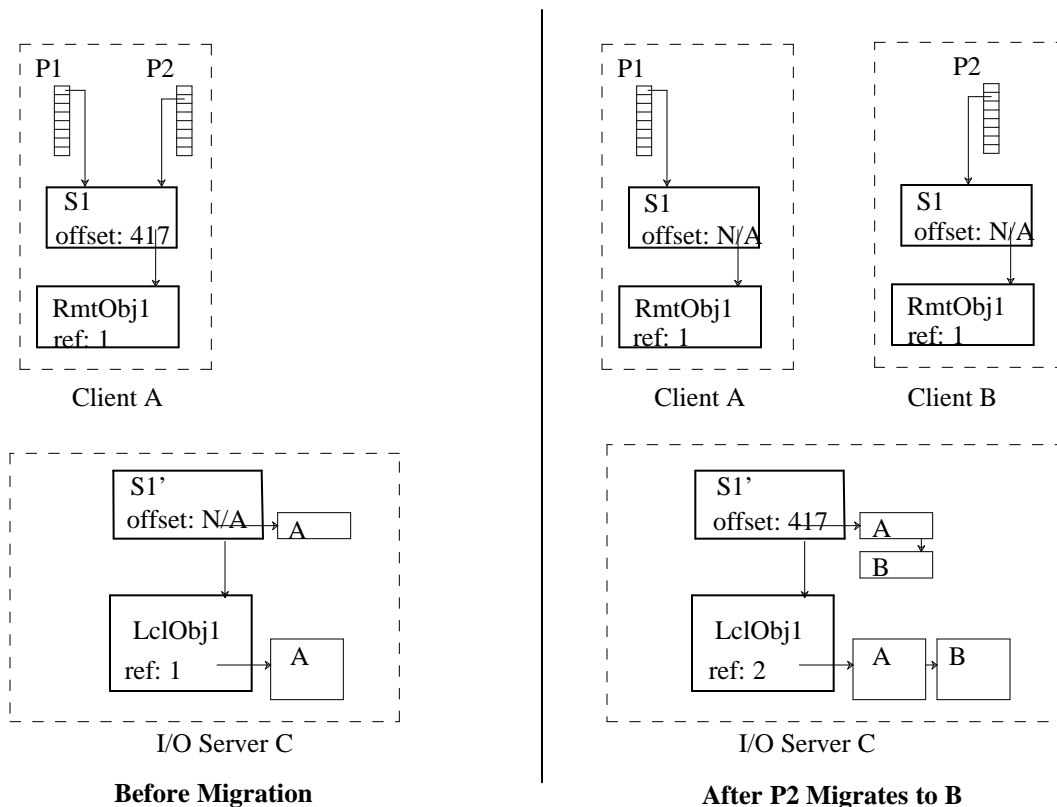 P1
P2
S1
offset: 417
RmtObj1
ref: 1
Client A
S1’
offset: N/A
A
LclObj1
ref: 1
A
I/O Server C
Before Migration
P1
P2
S1
offset: N/A
S1
offset: N/A
RmtObj1
ref: 1
RmtObj1
ref: 1
Client A
Client B
S1’
offset: 417
A
B
LclObj1
ref: 2
A
B
I/O Server C
After P2 Migrates to B